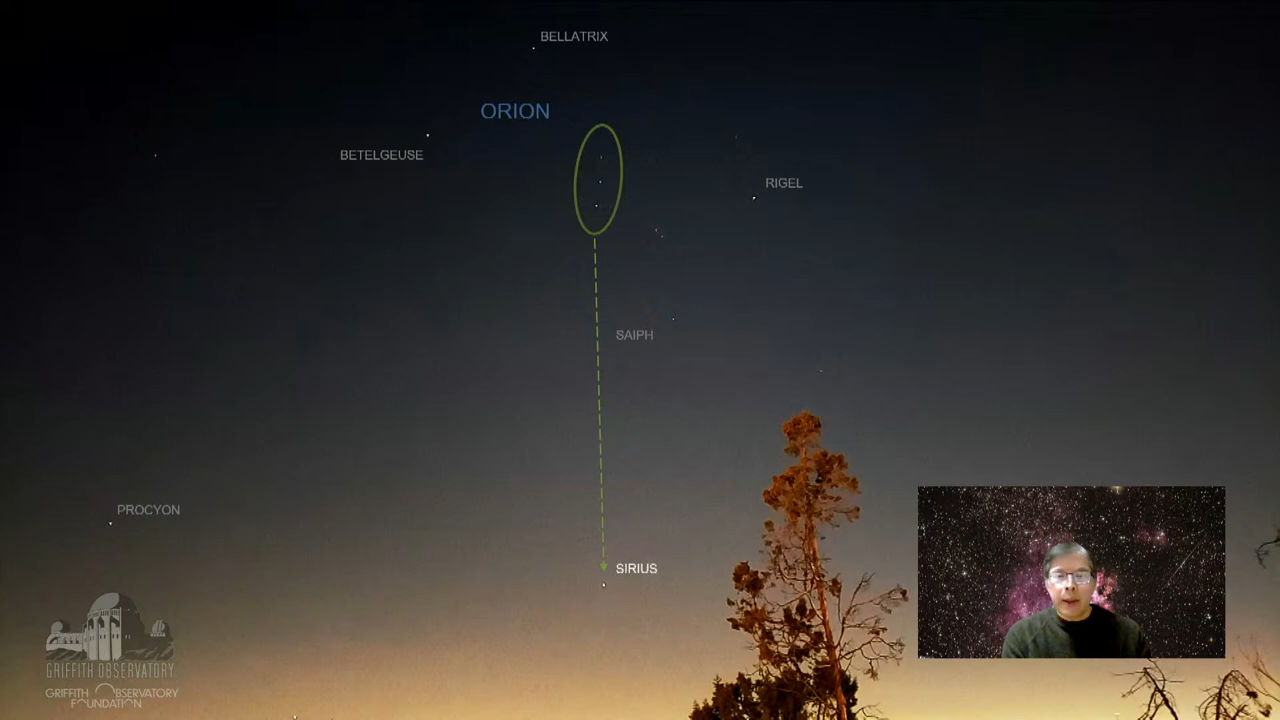 BELLATRIX
ORION
BETELGEUSE
RIGEL
SAIPH
PROCYON
SIRIUS
GRIFFITH OBSERVATORY
GRIFFITH OBSERVATORY
FOUNDATION